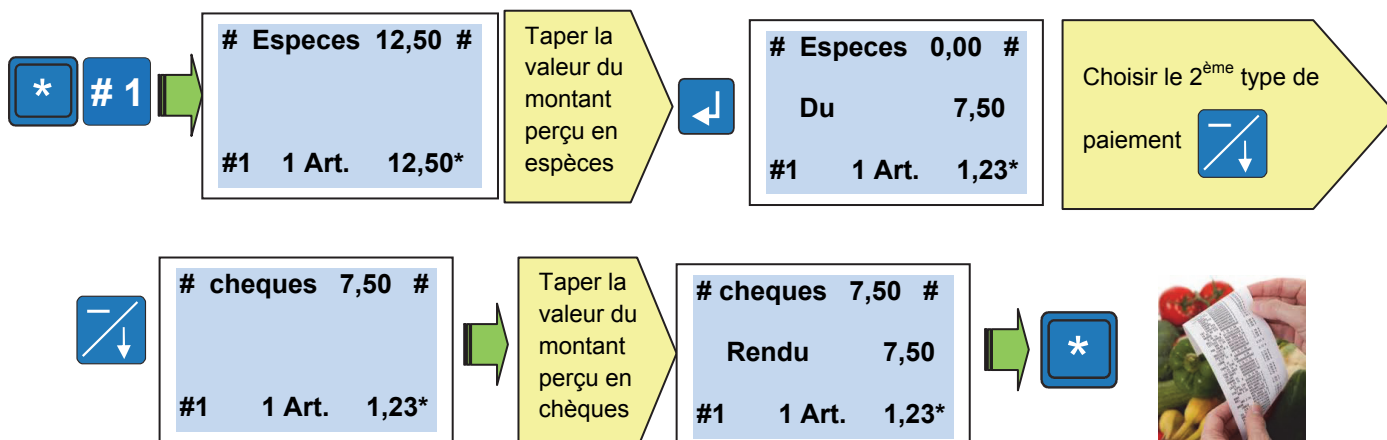 *
# 1
# Especes 12,50 #
#1 1 Art. 12,50*
Taper la
valeur du
montant
perçu en
espèces
# Especes 0,00 #
Du 7,50
#1 1 Art. 1,23*
Choisir le 2ème type de
paiement
# cheques 7,50 #
#1 1 Art. 1,23*
Taper la
valeur du
montant
perçu en
chèques
# cheques 7,50 #
Rendu 7,50
#1 1 Art. 1,23*
*